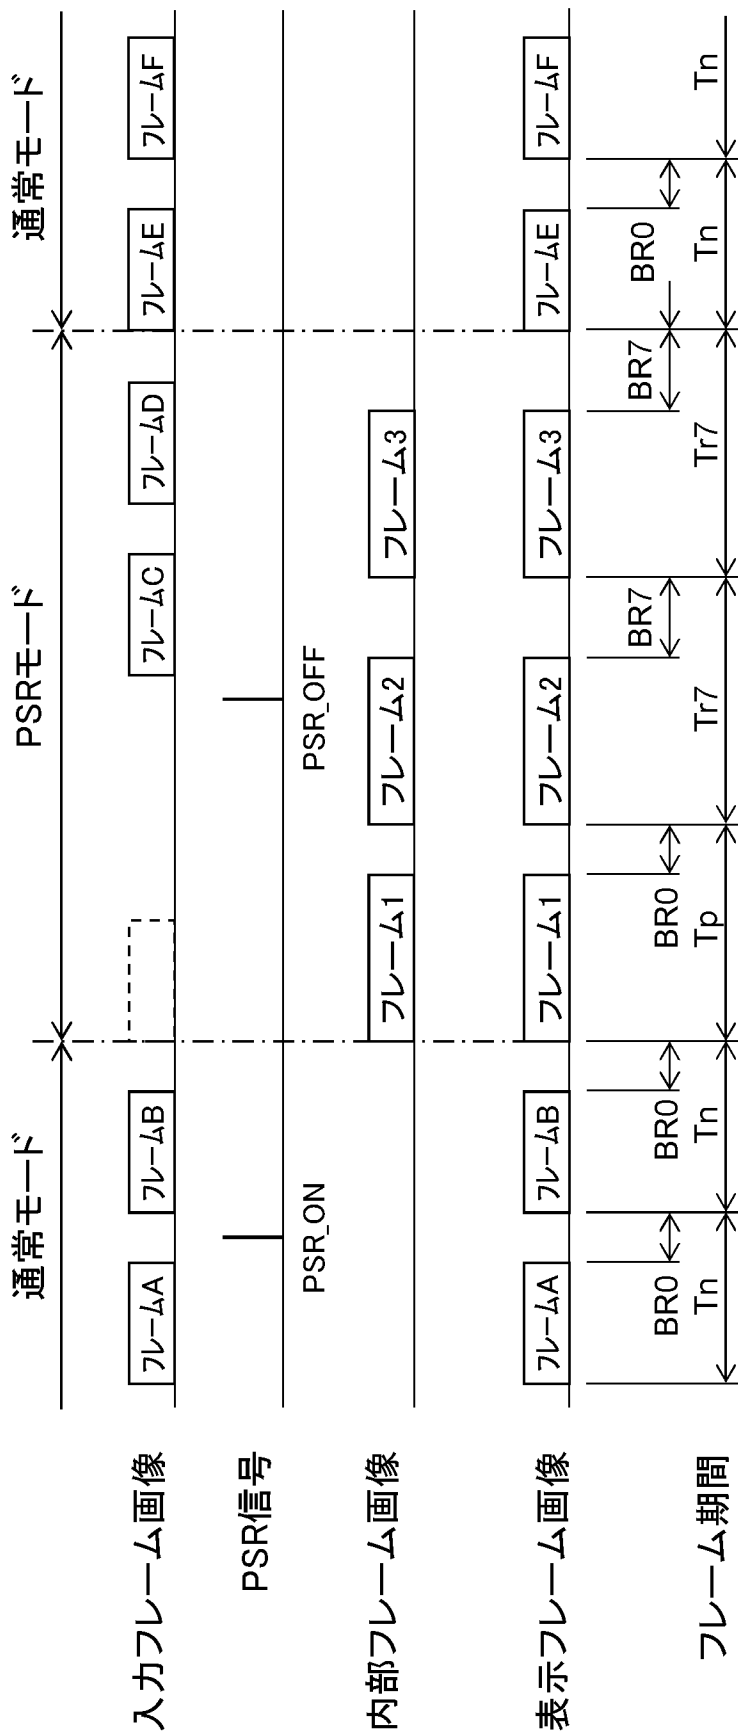 通常モード PSRモード 通常モード
入力フレーム画像 フレームA フレームB フレームC フレームD フレームE フレームF
PSR信号 PSR_ON PSR_OFF
内部フレーム画像 フレーム1 フレーム2 フレーム3
表示フレーム画像 フレームA フレームB フレーム1 フレーム2 フレーム3 フレームE フレームF
BR0 BR0 BR0 BR7 BR7 BR0
フレーム期間 Tn Tn Tp Tr7 Tr7 Tn Tn